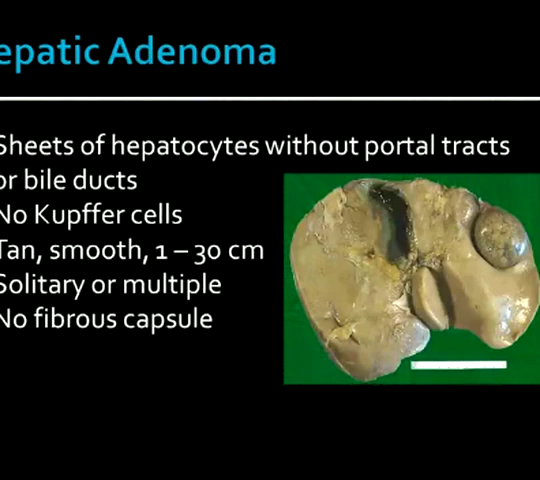 epatic Adenoma
Sheets of hepatocytes without portal tracts
or bile ducts
No Kupffer cells
Tan, smooth, 1 – 30 cm
Solitary or multiple
No fibrous capsule